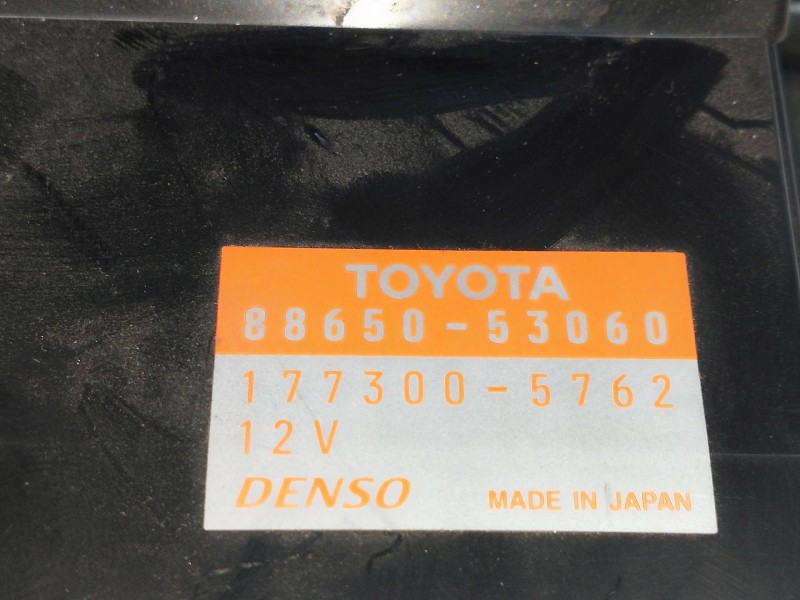 TOYOTA
88650-53060
177300-5762
12V
DENSO MADE IN JAPAN